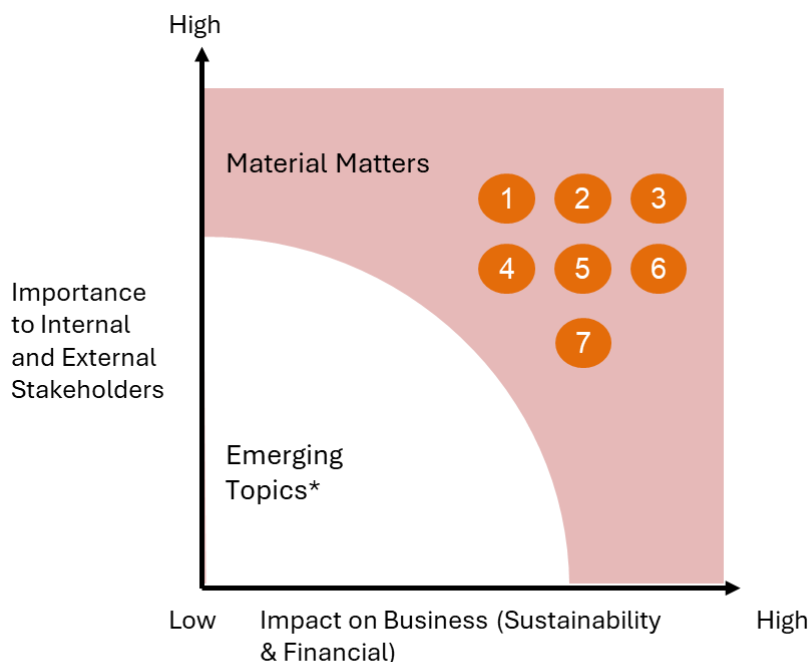 High
Material Matters
1 2 3
4 5 6
7
Importance
to Internal
and External
Stakeholders
Emerging
Topics*
Low Impact on Business (Sustainability High
& Financial)